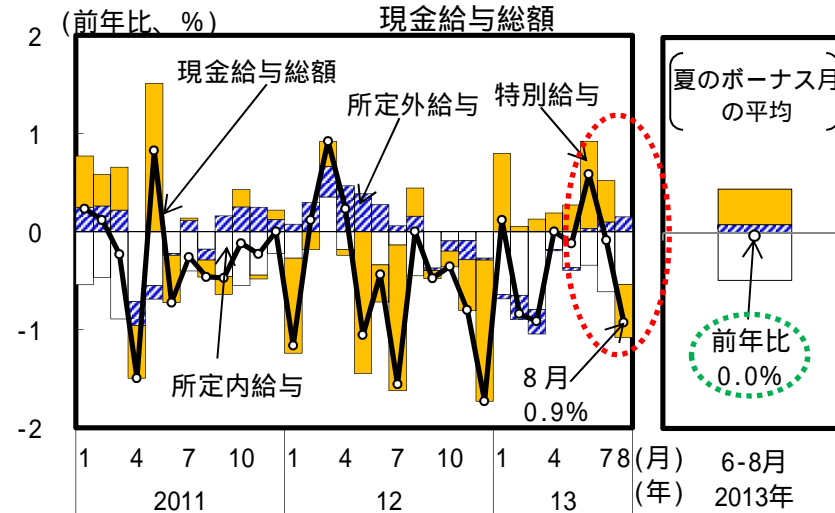 (前年比、%) 現金給与総額
2
1
0
-1
-2
現金給与総額
所定外給与
特別給与
所定内給与
8月
0.9%
夏のボーナス月
の平均
前年比
0.0%
1 4 7 10 1 4 7 10 1 4 7 8 (月)
2011 12 13 (年)
6-8月
2013年